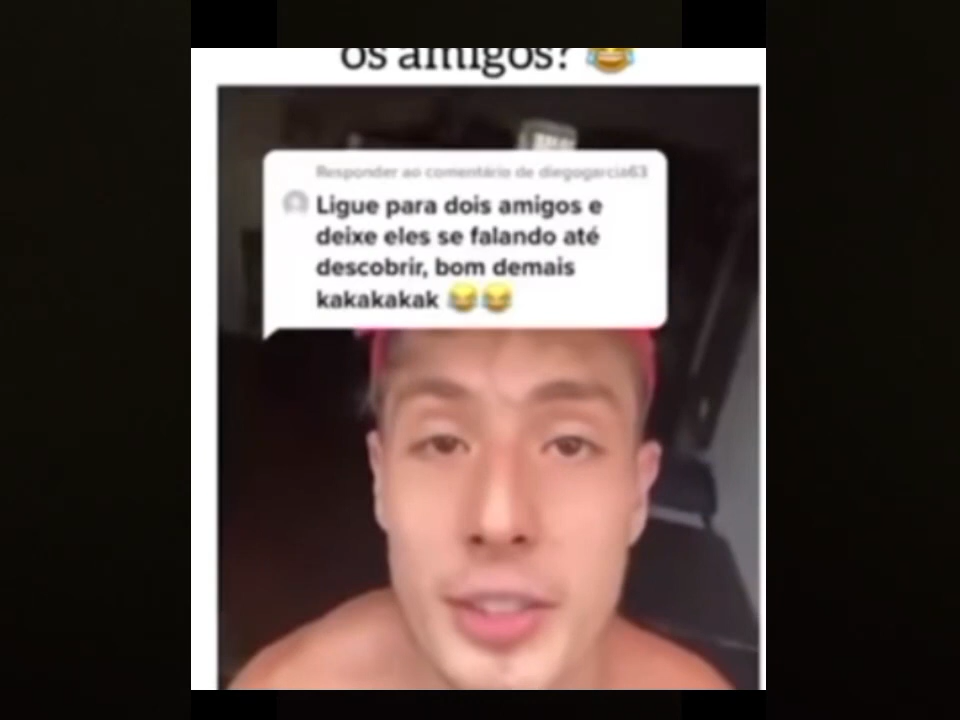 os amigos? 😂
Responder ao comentário de diegogarcia63
Ligue para dois amigos e
deixe eles se falando até
descobrir, bom demais
kakakakak 😂😂